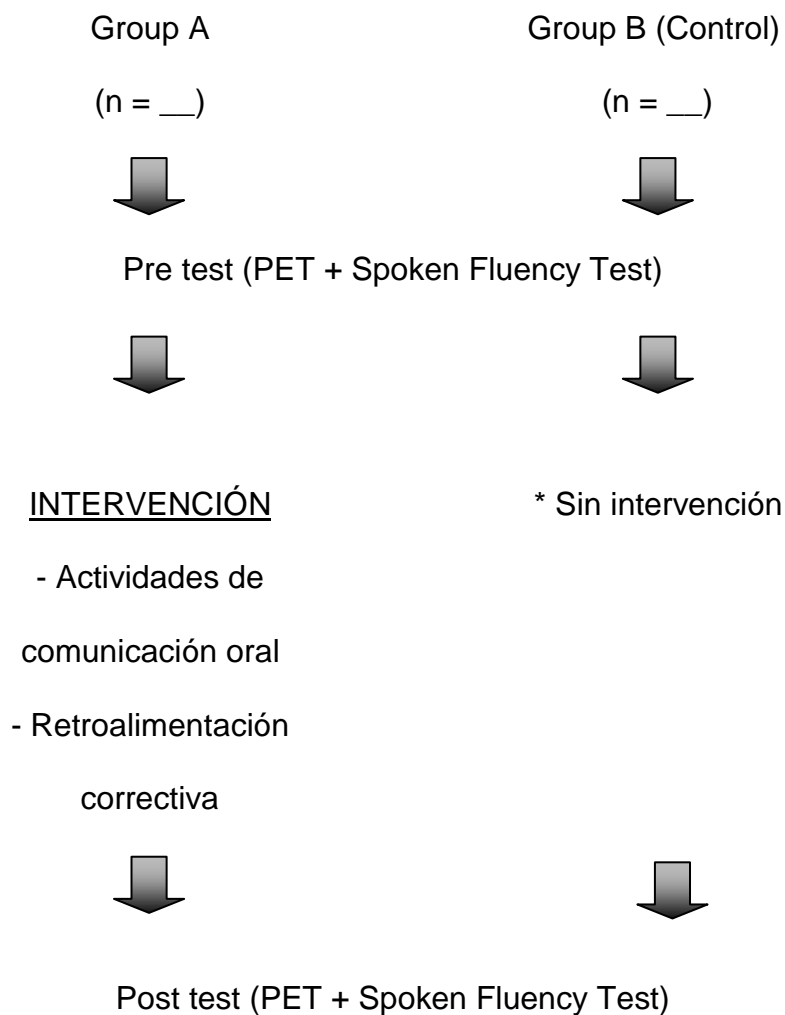 Group A
Group B (Control)
(n = __)
(n = __)
Pre test (PET + Spoken Fluency Test)
INTERVENCIÓN
* Sin intervención
- Actividades de
comunicación oral
- Retroalimentación
correctiva
Post test (PET + Spoken Fluency Test)